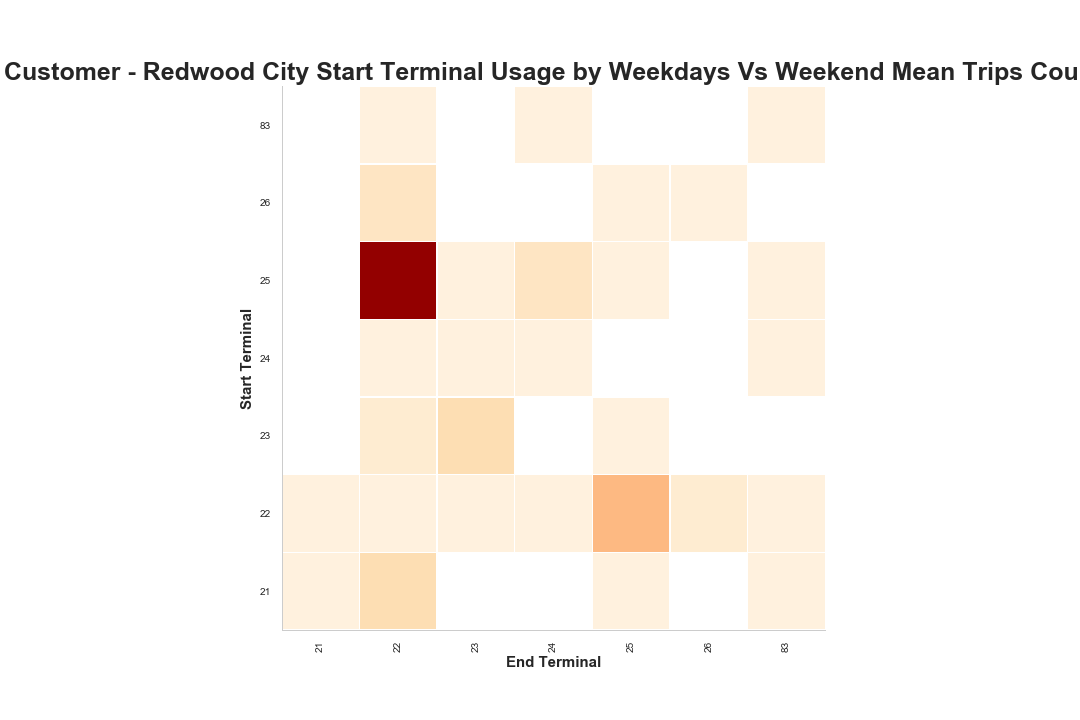 Customer - Redwood City Start Terminal Usage by Weekdays Vs Weekend Mean Trips Cou
83
26
25
24
23
22
21
Start Terminal
21 22 23 24 25 26 83
End Terminal